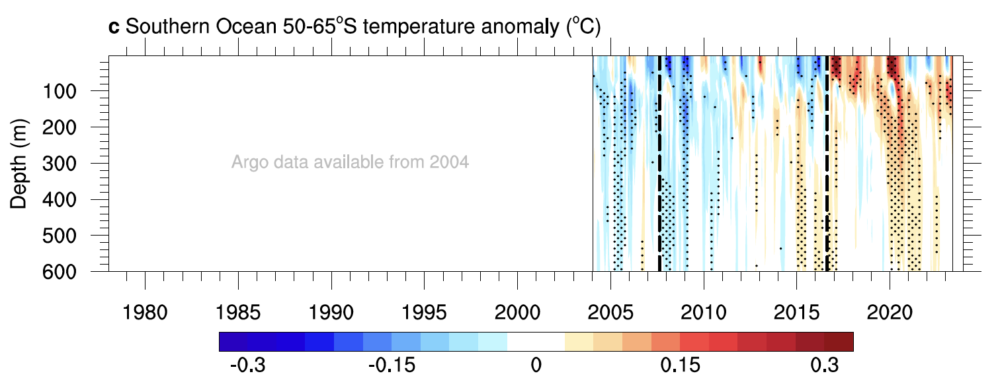 c Southern Ocean 50-65°S temperature anomaly (°C)
Depth (m)
100
200
300
400
500
600
Argo data available from 2004
1980 1985 1990 1995 2000 2005 2010 2015 2020
-0.3 -0.15 0 0.15 0.3